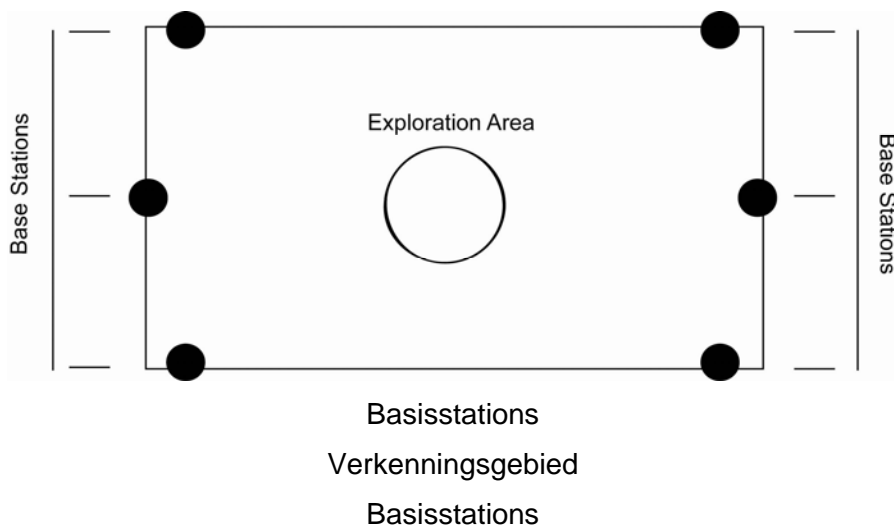 Base Stations
Exploration Area
Base Stations
Basisstations
Verkenningsgebied
Basisstations